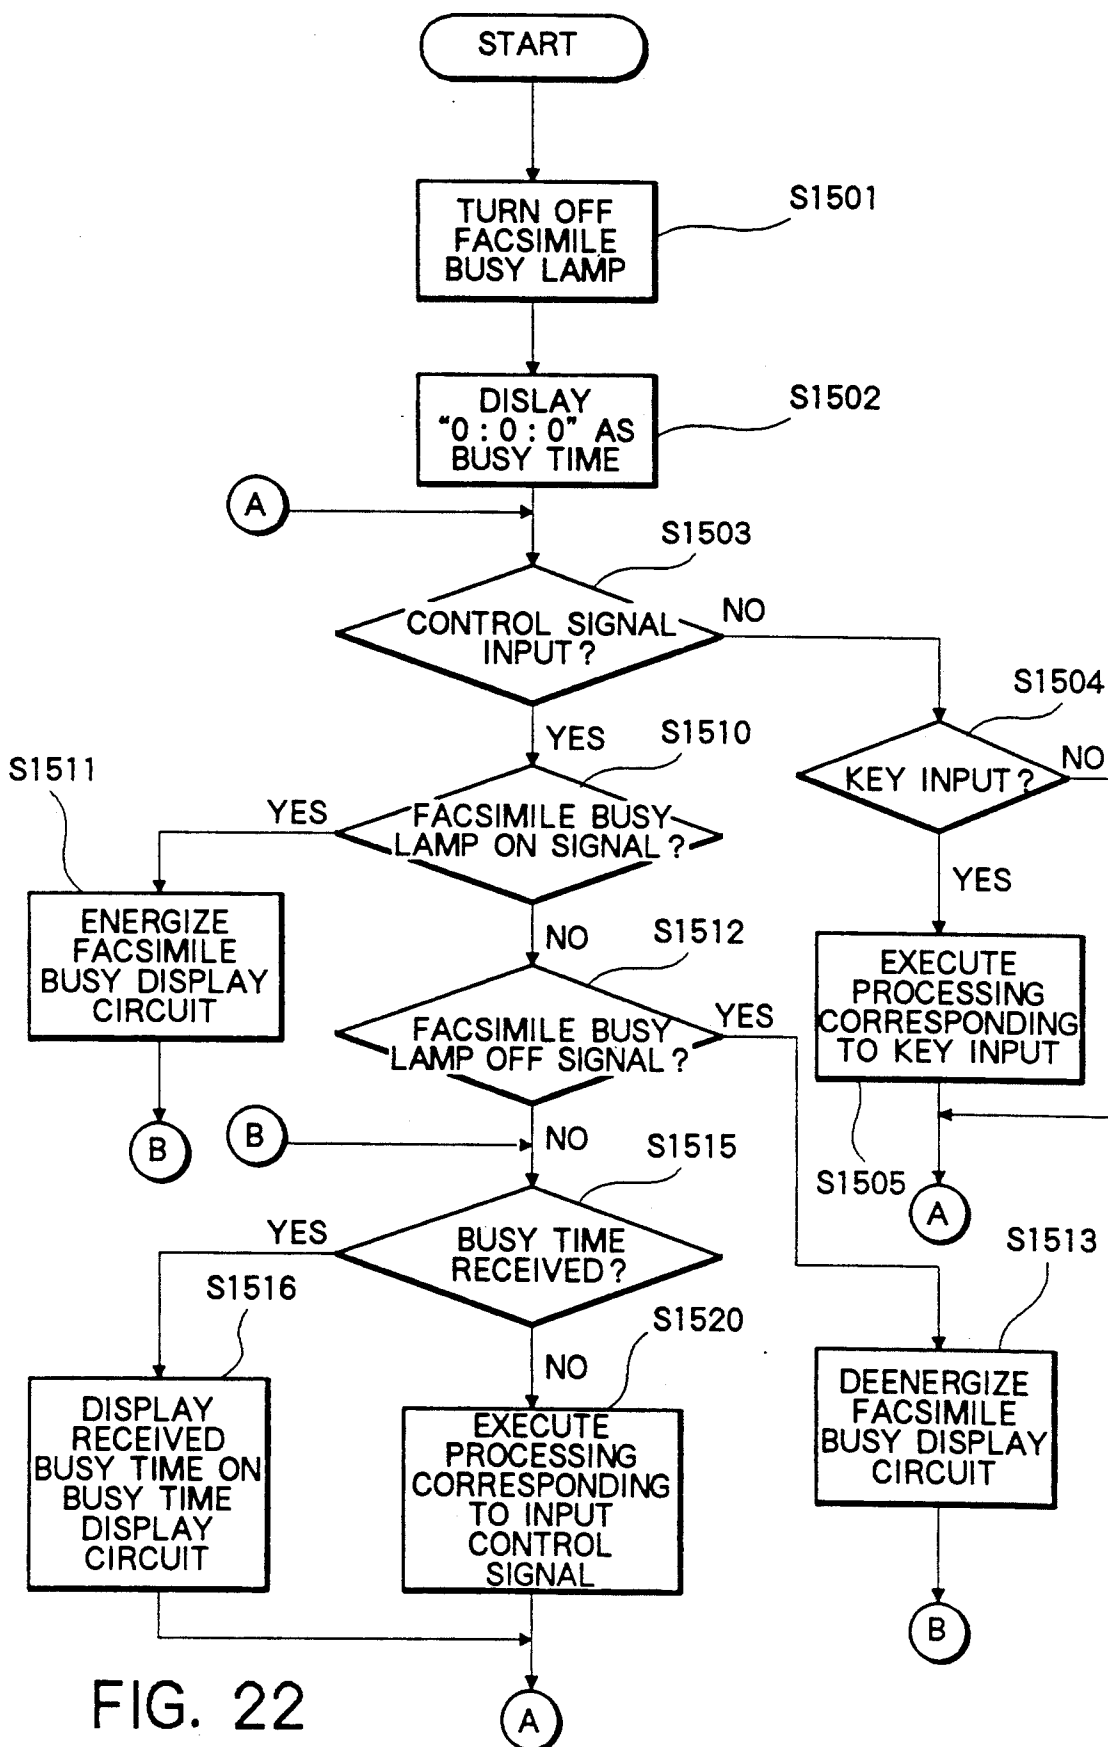 START
S1501
TURN OFF
FACSIMILE
BUSY LAMP
S1502
DISLAY
"0 : 0 : 0" AS
BUSY TIME
A
S1503
CONTROL SIGNAL
INPUT?
NO
YES
S1504
KEY INPUT?
NO
YES
S1510
FACSIMILE BUSY
LAMP ON SIGNAL?
YES
NO
S1511
ENERGIZE
FACSIMILE
BUSY DISPLAY
CIRCUIT
B
EXECUTE
PROCESSING
CORRESPONDING
TO KEY INPUT
S1505
A
S1512
FACSIMILE BUSY
LAMP OFF SIGNAL?
YES
NO
B
S1515
BUSY TIME
RECEIVED?
YES
NO
S1513
DEENERGIZE
FACSIMILE
BUSY DISPLAY
CIRCUIT
B
S1516
DISPLAY
RECEIVED
BUSY TIME ON
BUSY TIME
DISPLAY
CIRCUIT
S1520
EXECUTE
PROCESSING
CORRESPONDING
TO INPUT
CONTROL
SIGNAL
A
FIG. 22